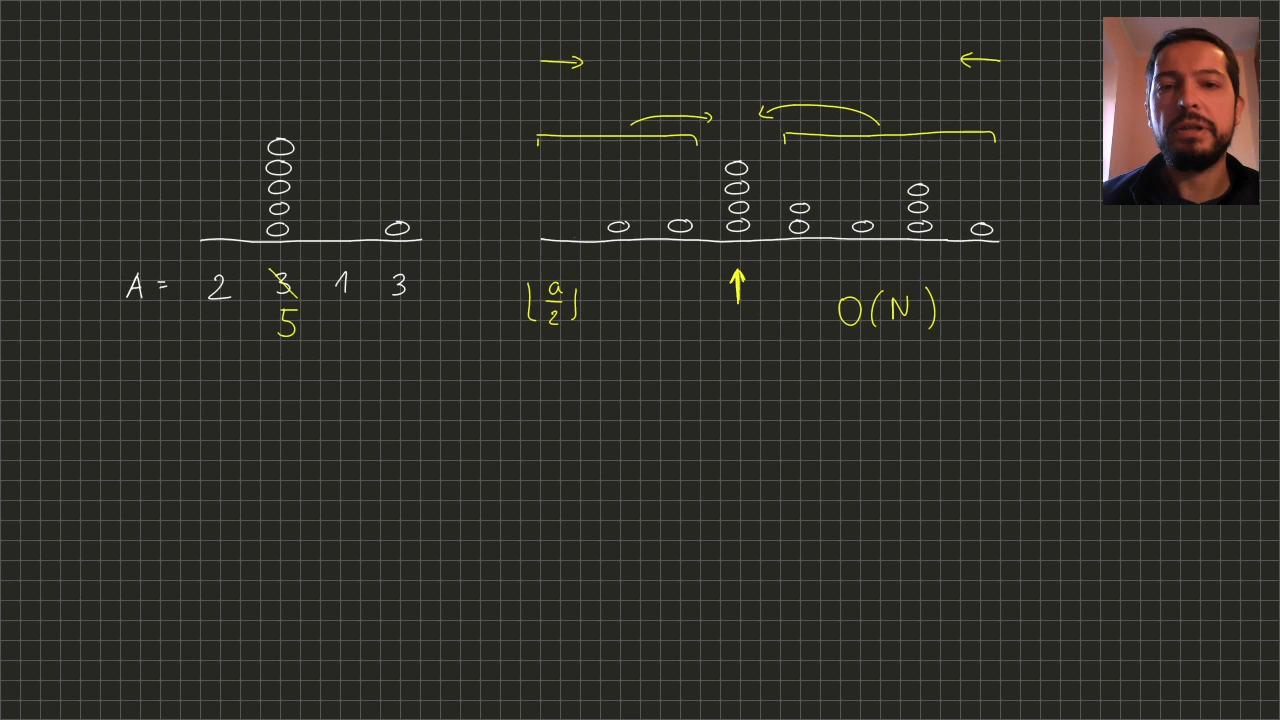 A = 2 3 1 3
5
⌊a/2⌋
O(N)